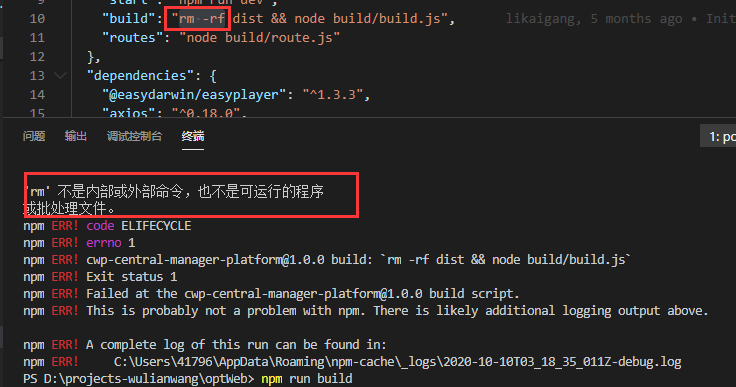 "start": "npm run dev",
10 "build": "rm -rf dist && node build/build.js", likaigang, 5 months ago • Init
11 "routes": "node build/route.js"
12 },
13 "dependencies": {
14 "@easydarwin/easyplayer": "^1.3.3",
15 "axios": "^0.18.0",
问题 输出 调试控制台 终端 1: po
'rm' 不是内部或外部命令，也不是可运行的程序
或批处理文件。
npm ERR! code ELIFECYCLE
npm ERR! errno 1
npm ERR! cwp-central-manager-platform@1.0.0 build: `rm -rf dist && node build/build.js`
npm ERR! Exit status 1
npm ERR!
npm ERR! Failed at the cwp-central-manager-platform@1.0.0 build script.
npm ERR! This is probably not a problem with npm. There is likely additional logging output above.
npm ERR! A complete log of this run can be found in:
npm ERR! C:\Users\41796\AppData\Roaming\npm-cache\_logs\2020-10-10T03_18_35_011Z-debug.log
PS D:\projects-wulianwang\optWeb> npm run build